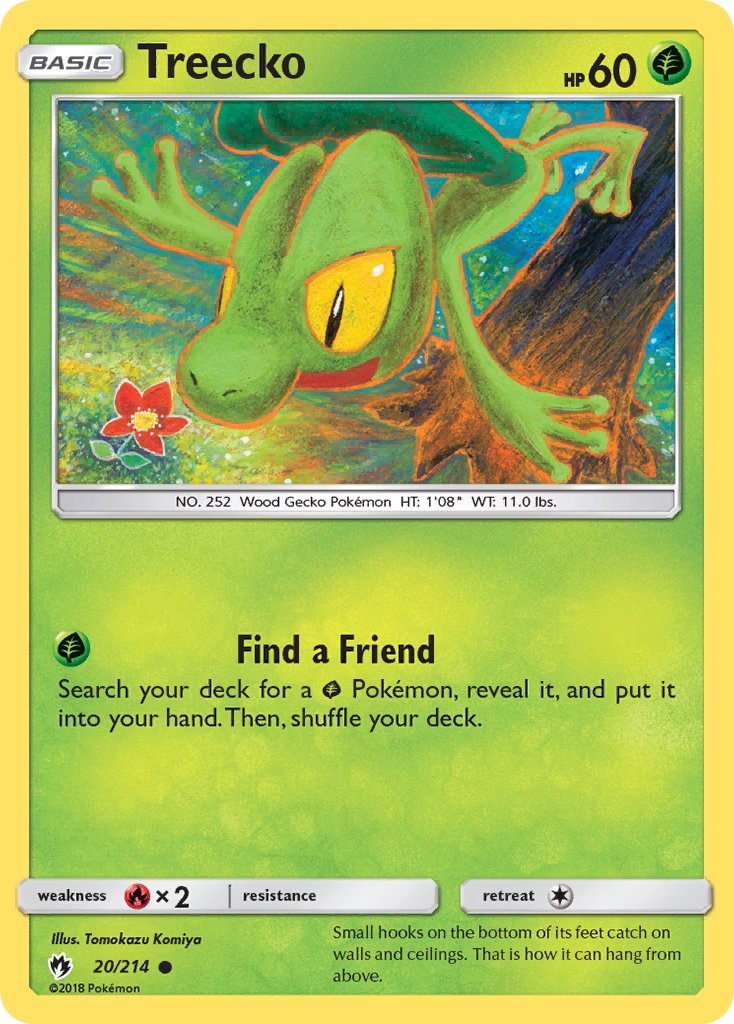 BASIC Treecko HP 60
NO. 252 Wood Gecko Pokémon HT: 1'08" WT: 11.0 lbs.
Find a Friend
Search your deck for a Pokémon, reveal it, and put it
into your hand. Then, shuffle your deck.
weakness × 2 resistance retreat
Illus. Tomokazu Komiya
20/214
©2018 Pokémon
Small hooks on the bottom of its feet catch on
walls and ceilings. That is how it can hang from
above.